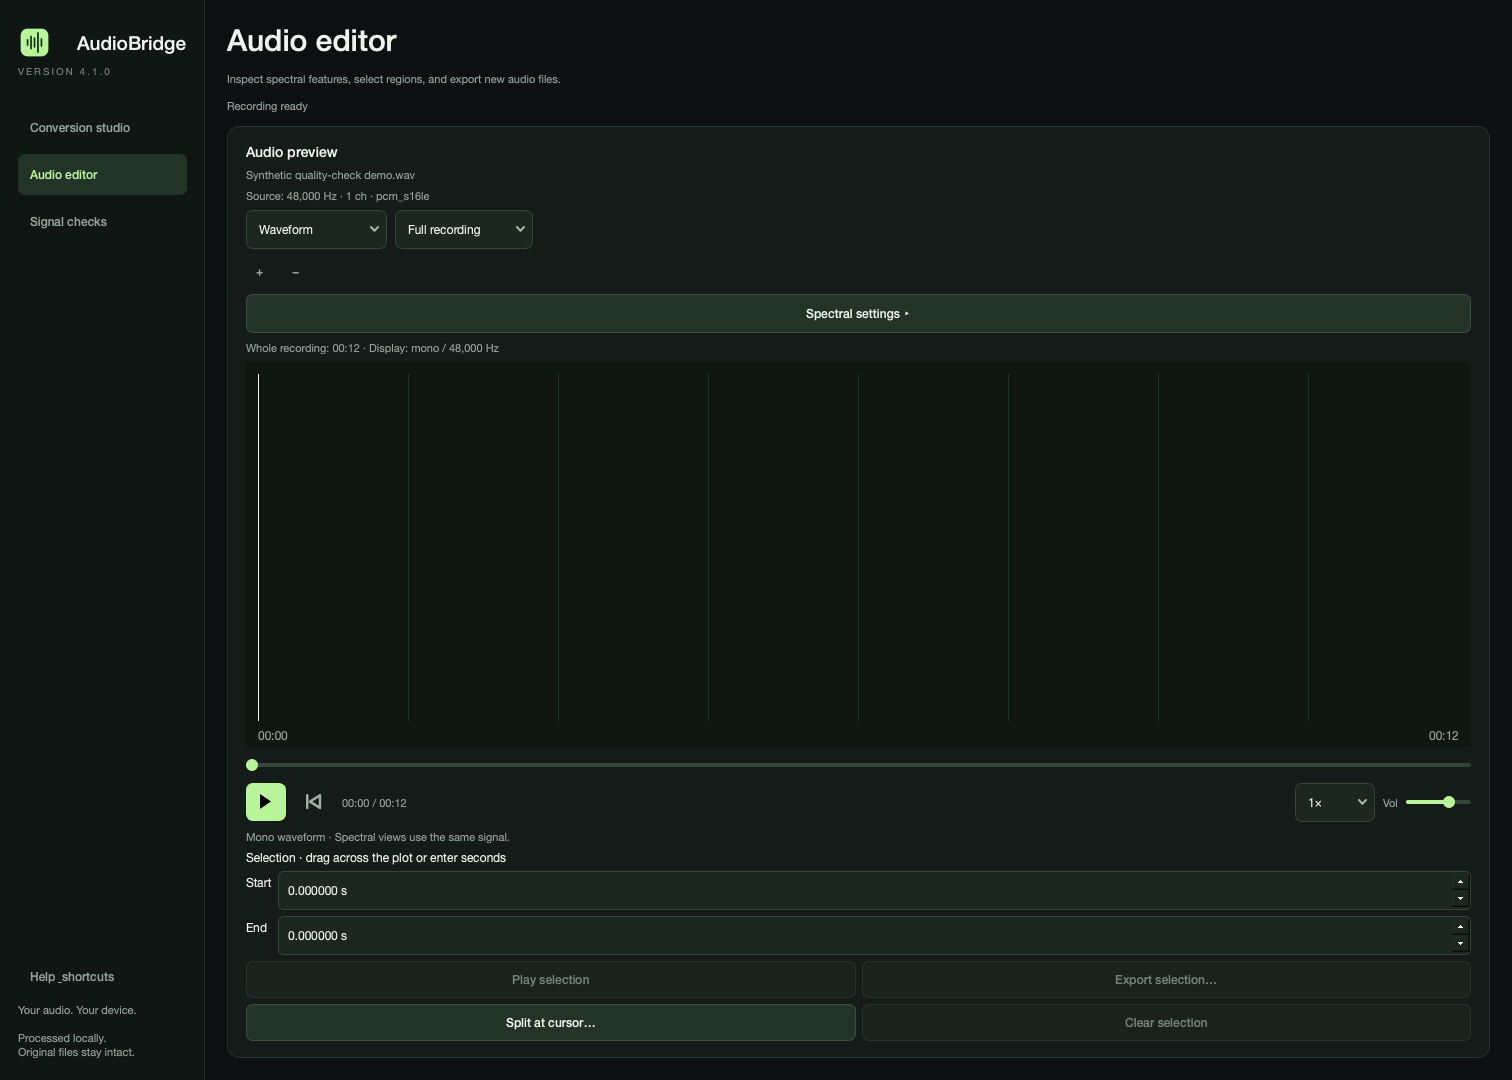 AudioBridge
VERSION 4.1.0
Conversion studio
Audio editor
Signal checks
Help _shortcuts
Your audio. Your device.
Processed locally.
Original files stay intact.
Audio editor
Inspect spectral features, select regions, and export new audio files.
Recording ready
Audio preview
Synthetic quality-check demo.wav
Source: 48,000 Hz · 1 ch · pcm_s16le
Waveform Full recording
+ −
Spectral settings ▸
Whole recording: 00:12 · Display: mono / 48,000 Hz
00:00 00:12
00:00 / 00:12 1× Vol
Mono waveform · Spectral views use the same signal.
Selection · drag across the plot or enter seconds
Start 0.000000 s
End 0.000000 s
Play selection Export selection…
Split at cursor… Clear selection